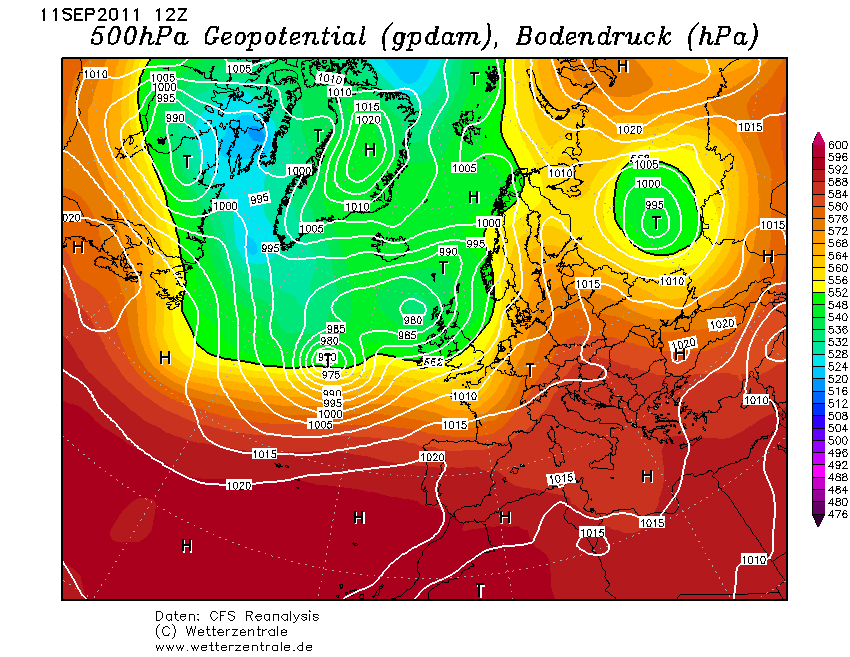 11SEP2011 12Z
500hPa Geopotential (gpdam), Bodendruck (hPa)
1010 1005 1005 1010 H
1000 1010 T
995 1015
990 1020 T 1020 1015
T H 1005
1000 1010 1005
1000
1000 995 1010 H 995
1020 1005 1000 T 1015
H 995 990 995 H
T
1015 1010
980
985 985 1020
980 1020
H 970 T 552 H
975 T
990 1010 1010
995
1000
1005 1015
1015 1020
1020 1015 H
H H 1015
H 1015
1010
T
600
596
592
588
584
580
576
572
568
564
560
556
552
548
540
536
532
528
524
520
516
512
508
504
500
496
492
488
484
480
476
Daten: CFS Reanalysis
(C) Wetterzentrale
www.wetterzentrale.de